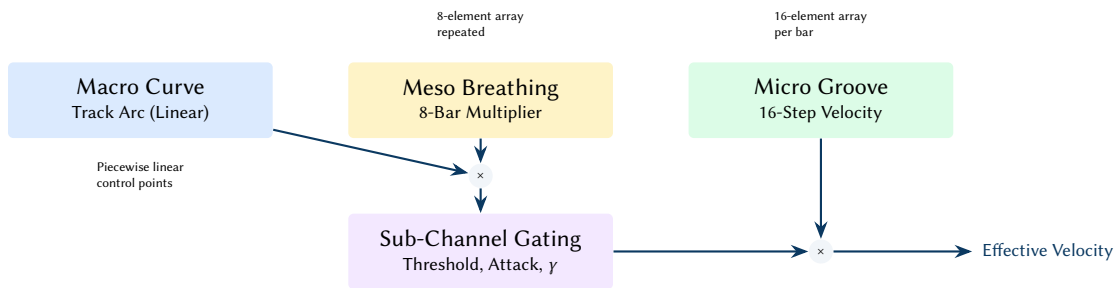 8-element array
repeated
16-element array
per bar
Macro Curve
Track Arc (Linear)
Meso Breathing
8-Bar Multiplier
Micro Groove
16-Step Velocity
Piecewise linear
control points
×
Sub-Channel Gating
Threshold, Attack, γ
×
Effective Velocity